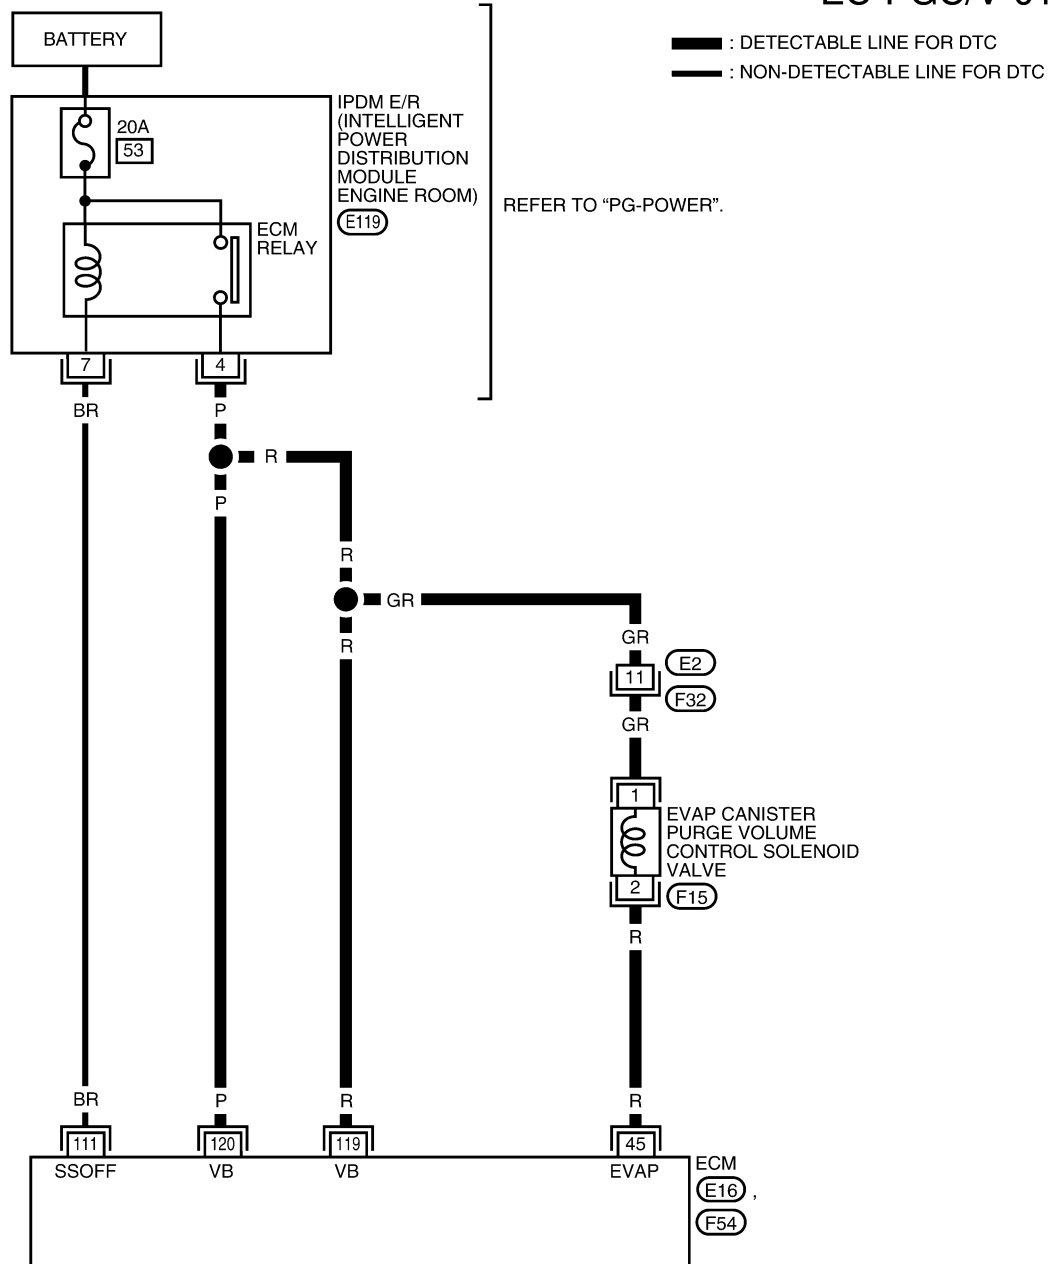 BATTERY
: DETECTABLE LINE FOR DTC
: NON-DETECTABLE LINE FOR DTC
20A
53
IPDM E/R
(INTELLIGENT
POWER
DISTRIBUTION
MODULE
ENGINE ROOM)
E119
REFER TO “PG-POWER”.
ECM
RELAY
7
4
BR
P
R
P
R
GR
R
GR
11
E2
F32
GR
1
EVAP CANISTER
PURGE VOLUME
CONTROL SOLENOID
VALVE
2
F15
R
BR
P
R
R
111
120
119
45
SSOFF
VB
VB
EVAP
ECM
E16 ,
F54